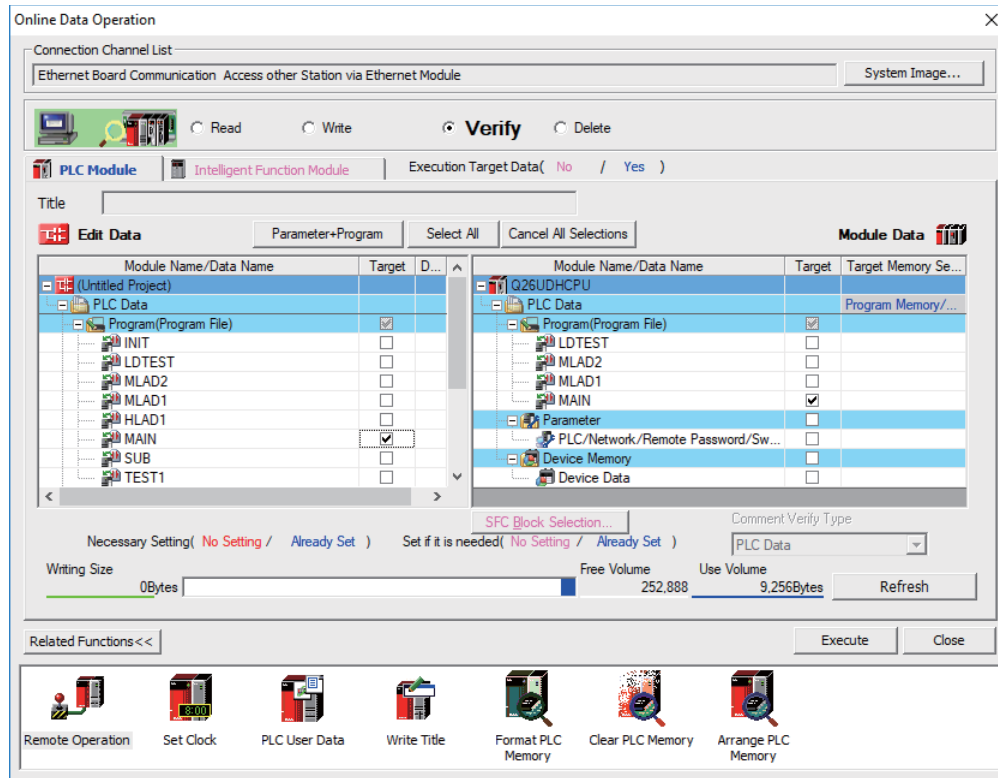 Online Data Operation
Connection Channel List
Ethernet Board Communication Access other Station via Ethernet Module
System Image...
Read
Write
Verify
Delete
PLC Module
Intelligent Function Module
Execution Target Data( No / Yes )
Title
Edit Data
Parameter+Program
Select All
Cancel All Selections
Module Data
Module Name/Data Name Target D...
(Untitled Project)
PLC Data
Program(Program File)
INIT
LDTEST
MLAD2
MLAD1
HLAD1
MAIN
SUB
TEST1
Module Name/Data Name Target Target Memory Se...
Q26UDHCPU
PLC Data Program Memory/...
Program(Program File)
LDTEST
MLAD2
MLAD1
MAIN
Parameter
PLC/Network/Remote Password/Sw...
Device Memory
Device Data
SFC Block Selection...
Comment Verify Type
Necessary Setting( No Setting / Already Set ) Set if it is needed( No Setting / Already Set )
PLC Data
Writing Size
0Bytes
Free Volume
252,888
Use Volume
9,256Bytes
Refresh
Related Functions<<
Execute
Close
8:00
Remote Operation
Set Clock
PLC User Data
Write Title
Format PLC
Memory
Clear PLC Memory
Arrange PLC
Memory